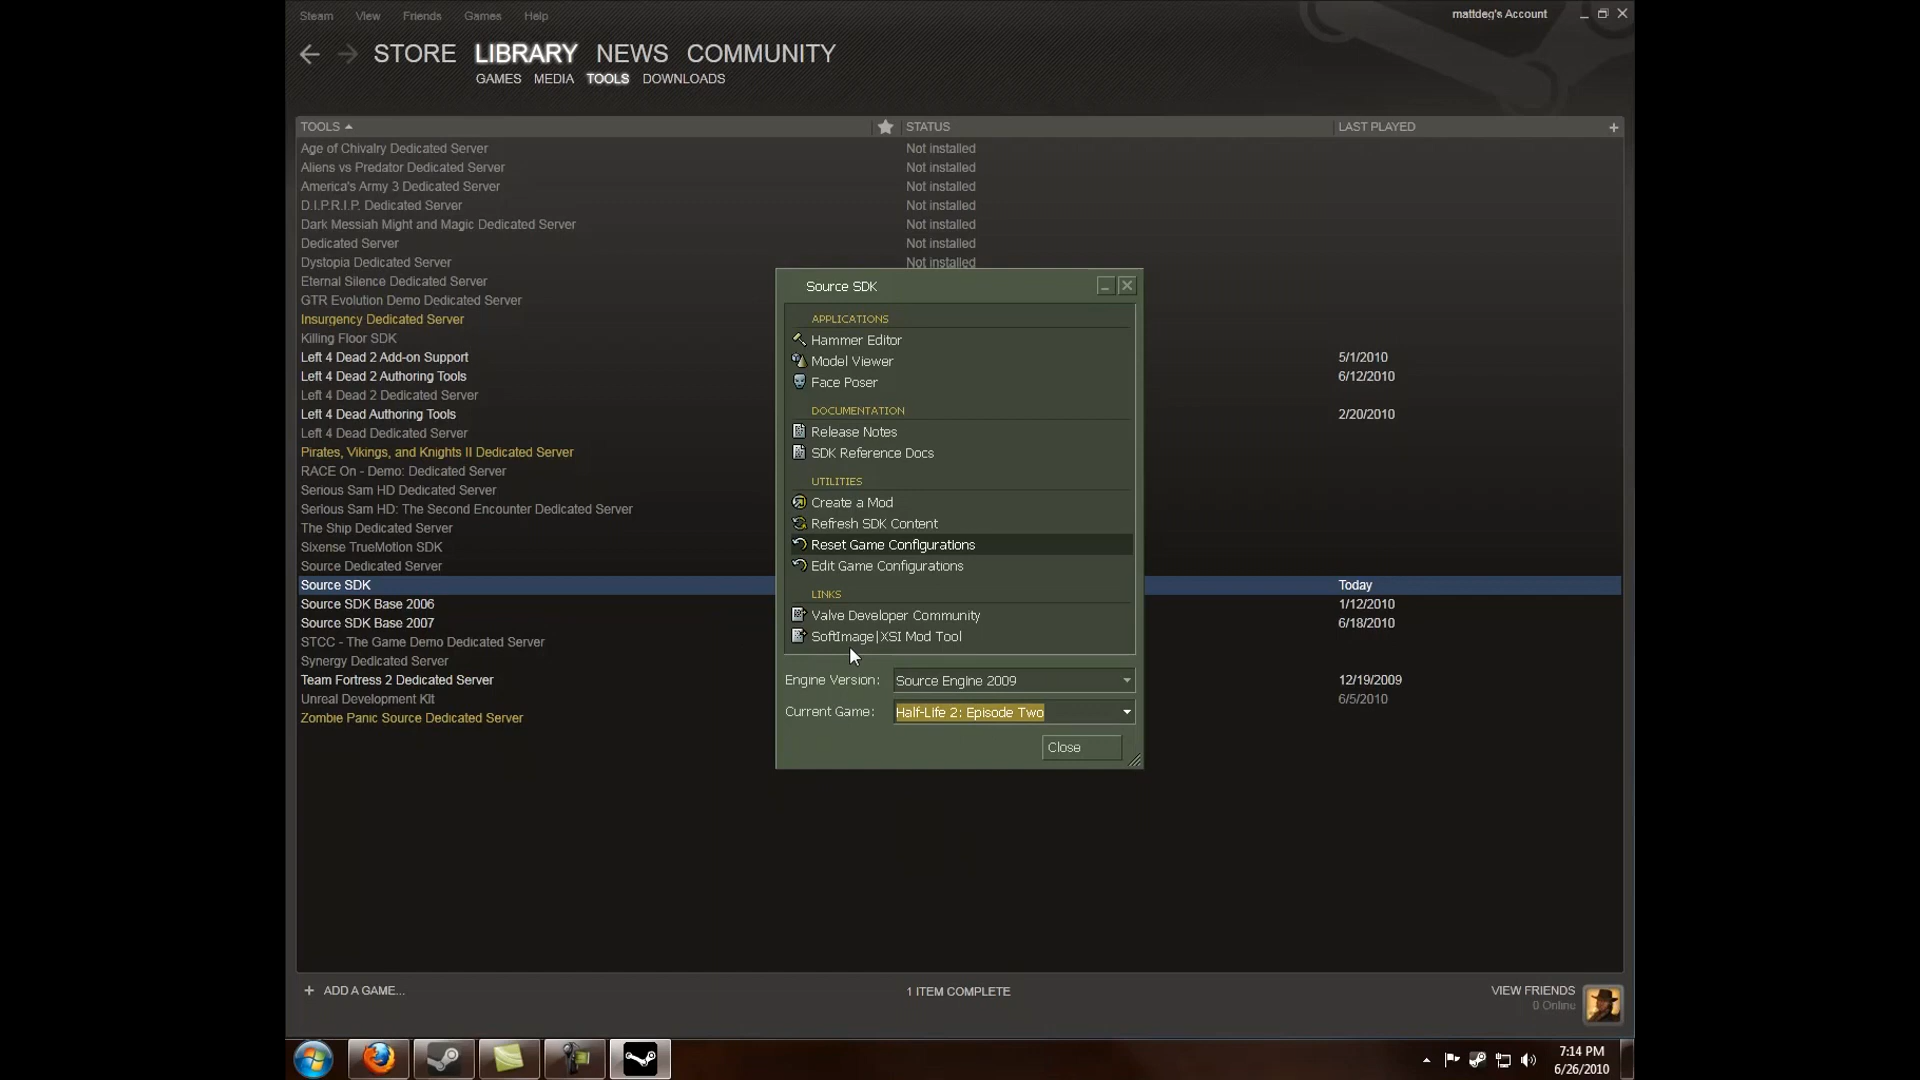 Steam View Friends Games Help mattdeg's Account
STORE LIBRARY NEWS COMMUNITY
GAMES MEDIA TOOLS DOWNLOADS
TOOLS STATUS LAST PLAYED
Age of Chivalry Dedicated Server Not installed
Aliens vs Predator Dedicated Server Not installed
America's Army 3 Dedicated Server Not installed
D.I.P.R.I.P. Dedicated Server Not installed
Dark Messiah Might and Magic Dedicated Server Not installed
Dedicated Server Not installed
Dystopia Dedicated Server Not installed
Eternal Silence Dedicated Server
GTR Evolution Demo Dedicated Server
Insurgency Dedicated Server
Killing Floor SDK
Left 4 Dead 2 Add-on Support 5/1/2010
Left 4 Dead 2 Authoring Tools 6/12/2010
Left 4 Dead 2 Dedicated Server
Left 4 Dead Authoring Tools 2/20/2010
Left 4 Dead Dedicated Server
Pirates, Vikings, and Knights II Dedicated Server
RACE On - Demo: Dedicated Server
Serious Sam HD Dedicated Server
Serious Sam HD: The Second Encounter Dedicated Server
The Ship Dedicated Server
Sixense TrueMotion SDK
Source Dedicated Server
Source SDK Today
Source SDK Base 2006 1/12/2010
Source SDK Base 2007 6/18/2010
STCC - The Game Demo Dedicated Server
Synergy Dedicated Server
Team Fortress 2 Dedicated Server 12/19/2009
Unreal Development Kit 6/5/2010
Zombie Panic Source Dedicated Server
Source SDK
APPLICATIONS
Hammer Editor
Model Viewer
Face Poser
DOCUMENTATION
Release Notes
SDK Reference Docs
UTILITIES
Create a Mod
Refresh SDK Content
Reset Game Configurations
Edit Game Configurations
LINKS
Valve Developer Community
SoftImage|XSI Mod Tool
Engine Version: Source Engine 2009
Current Game: Half-Life 2: Episode Two
Close
+ ADD A GAME... 1 ITEM COMPLETE VIEW FRIENDS
0 Online
7:14 PM
6/26/2010